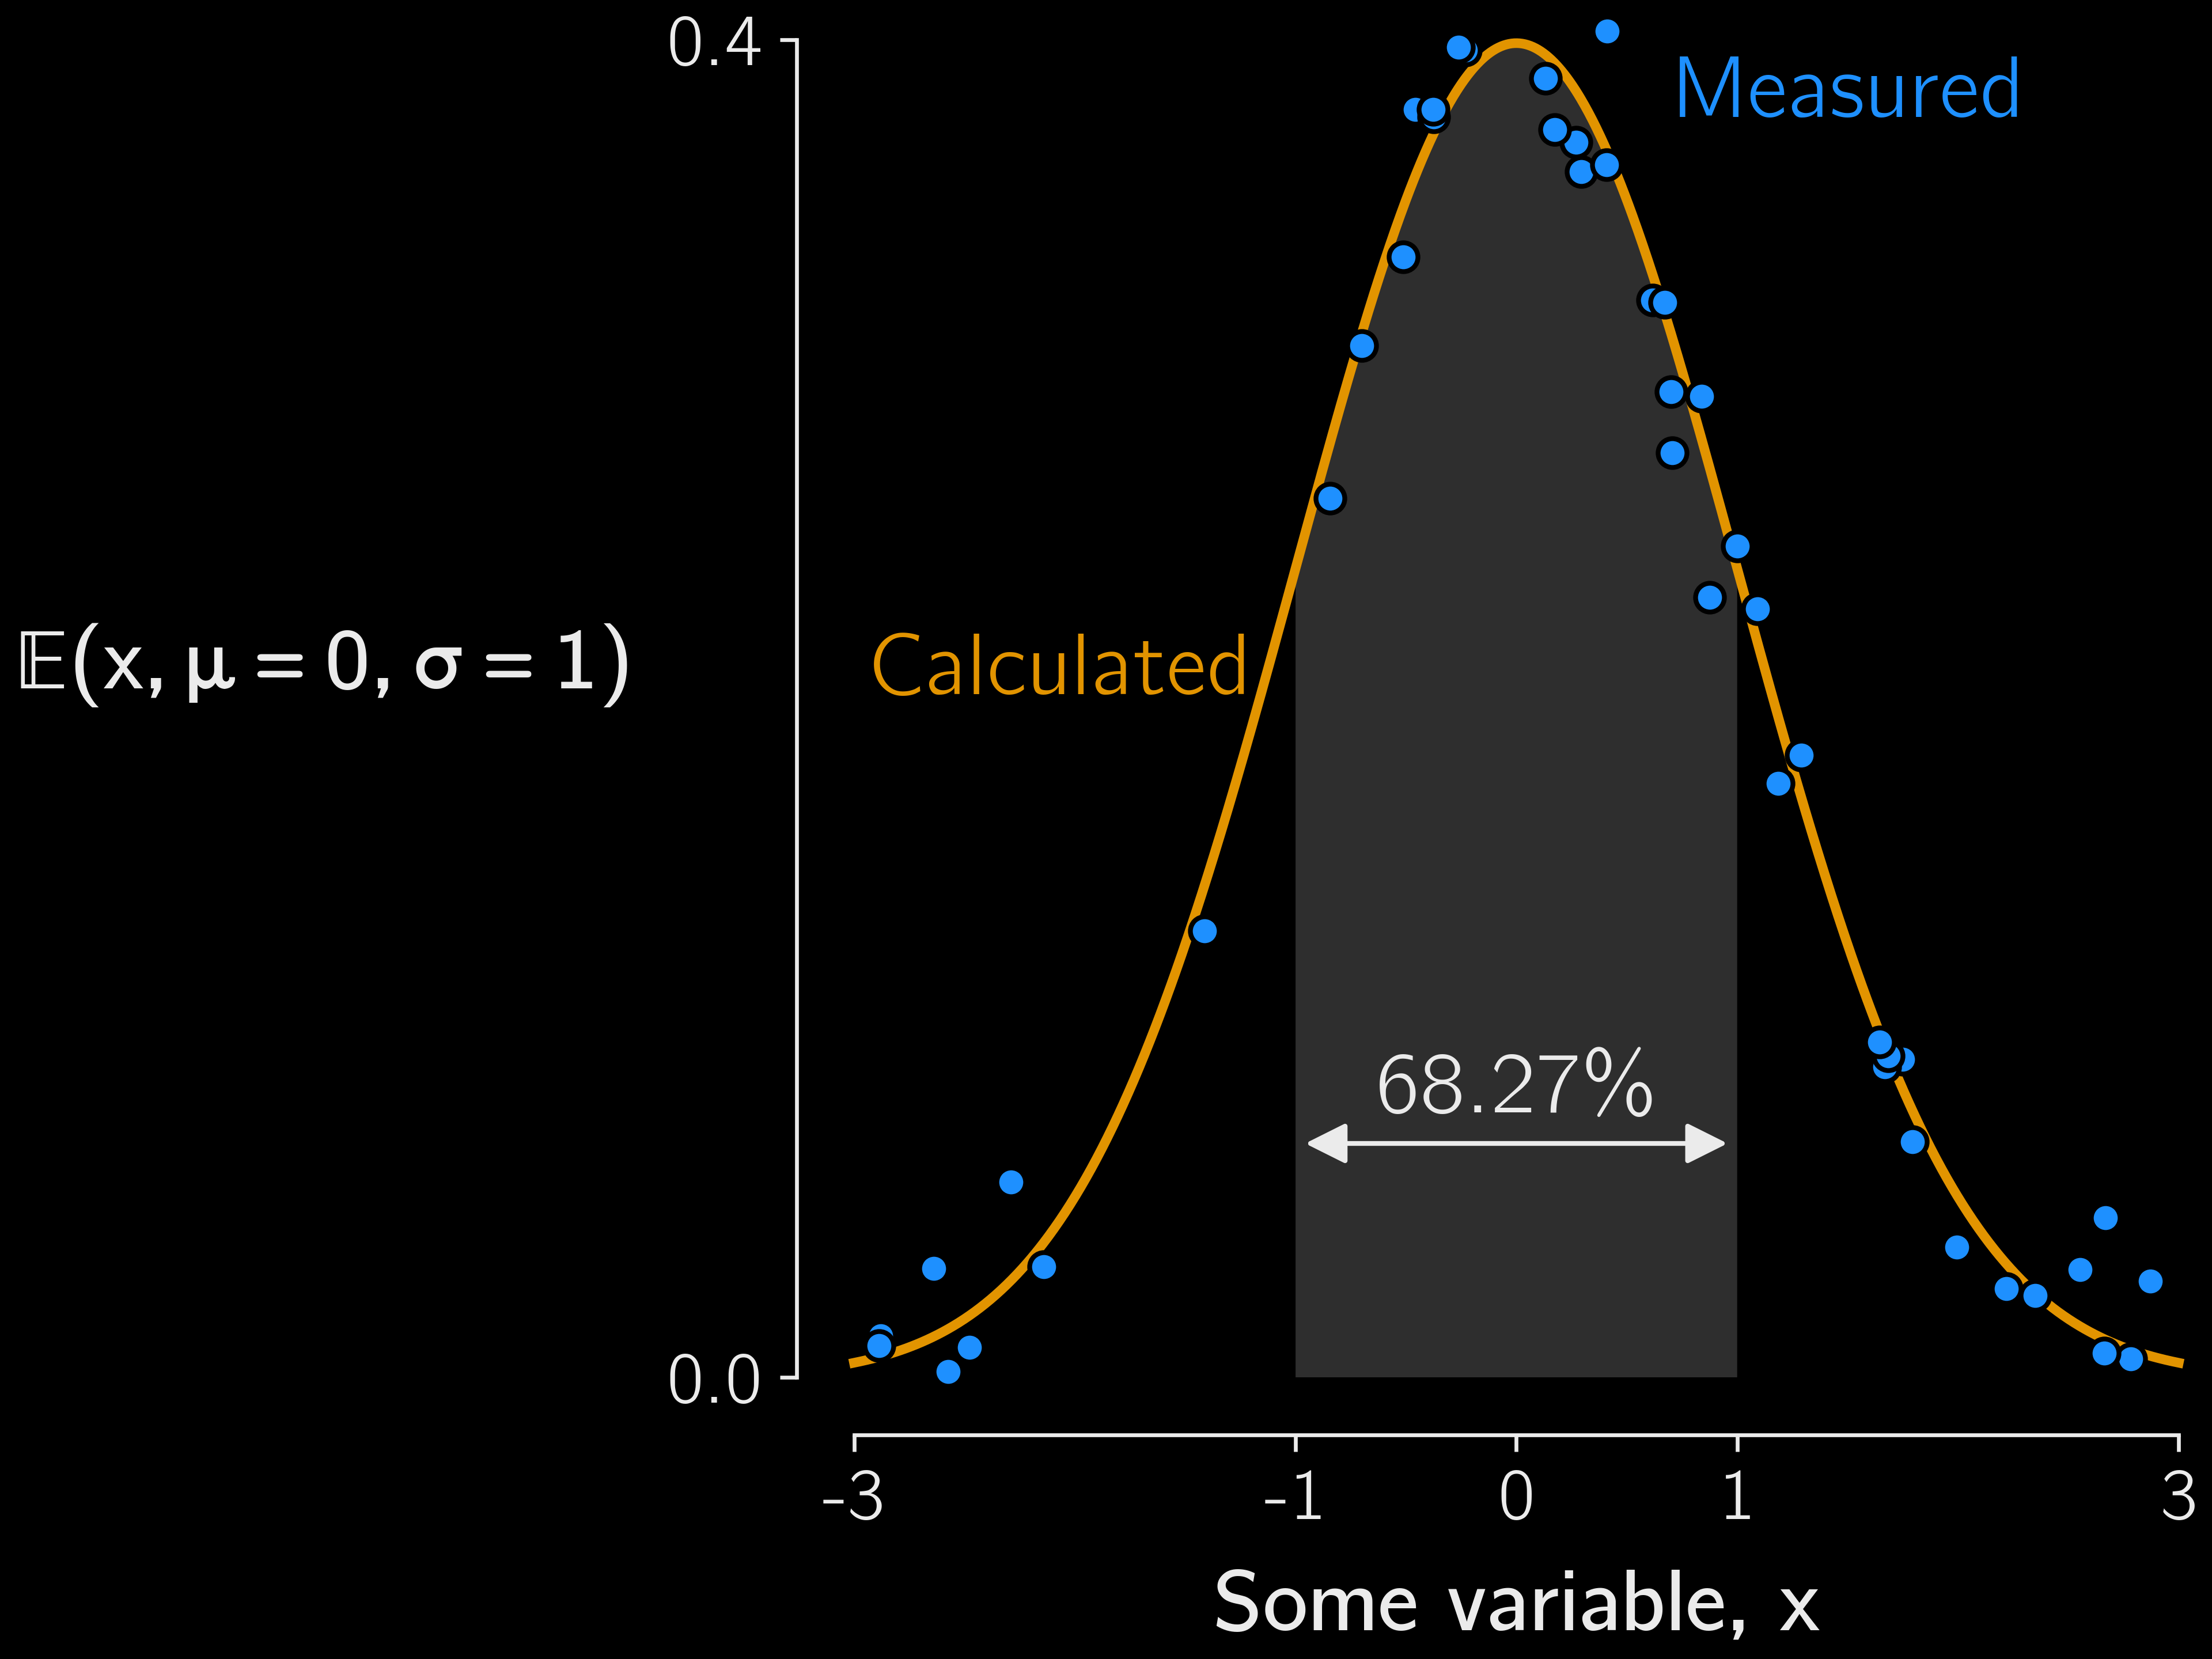 0.4
Measured
𝔼(x, μ = 0, σ = 1)
Calculated
68.27%
0.0
-3 -1 0 1 3
Some variable, x